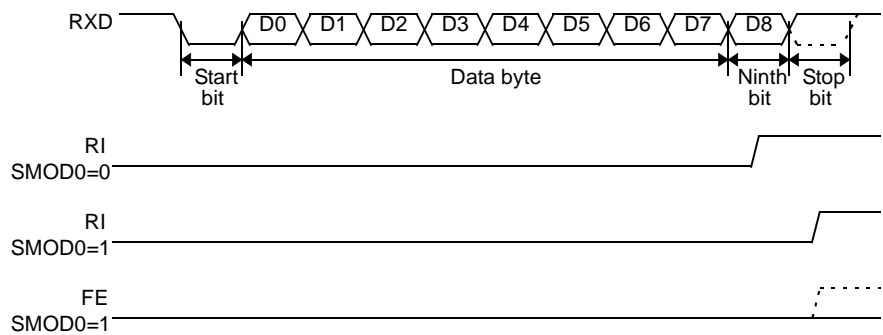 RXD D0 D1 D2 D3 D4 D5 D6 D7 D8
Start bit Data byte Ninth bit Stop bit
RI
SMOD0=0
RI
SMOD0=1
FE
SMOD0=1